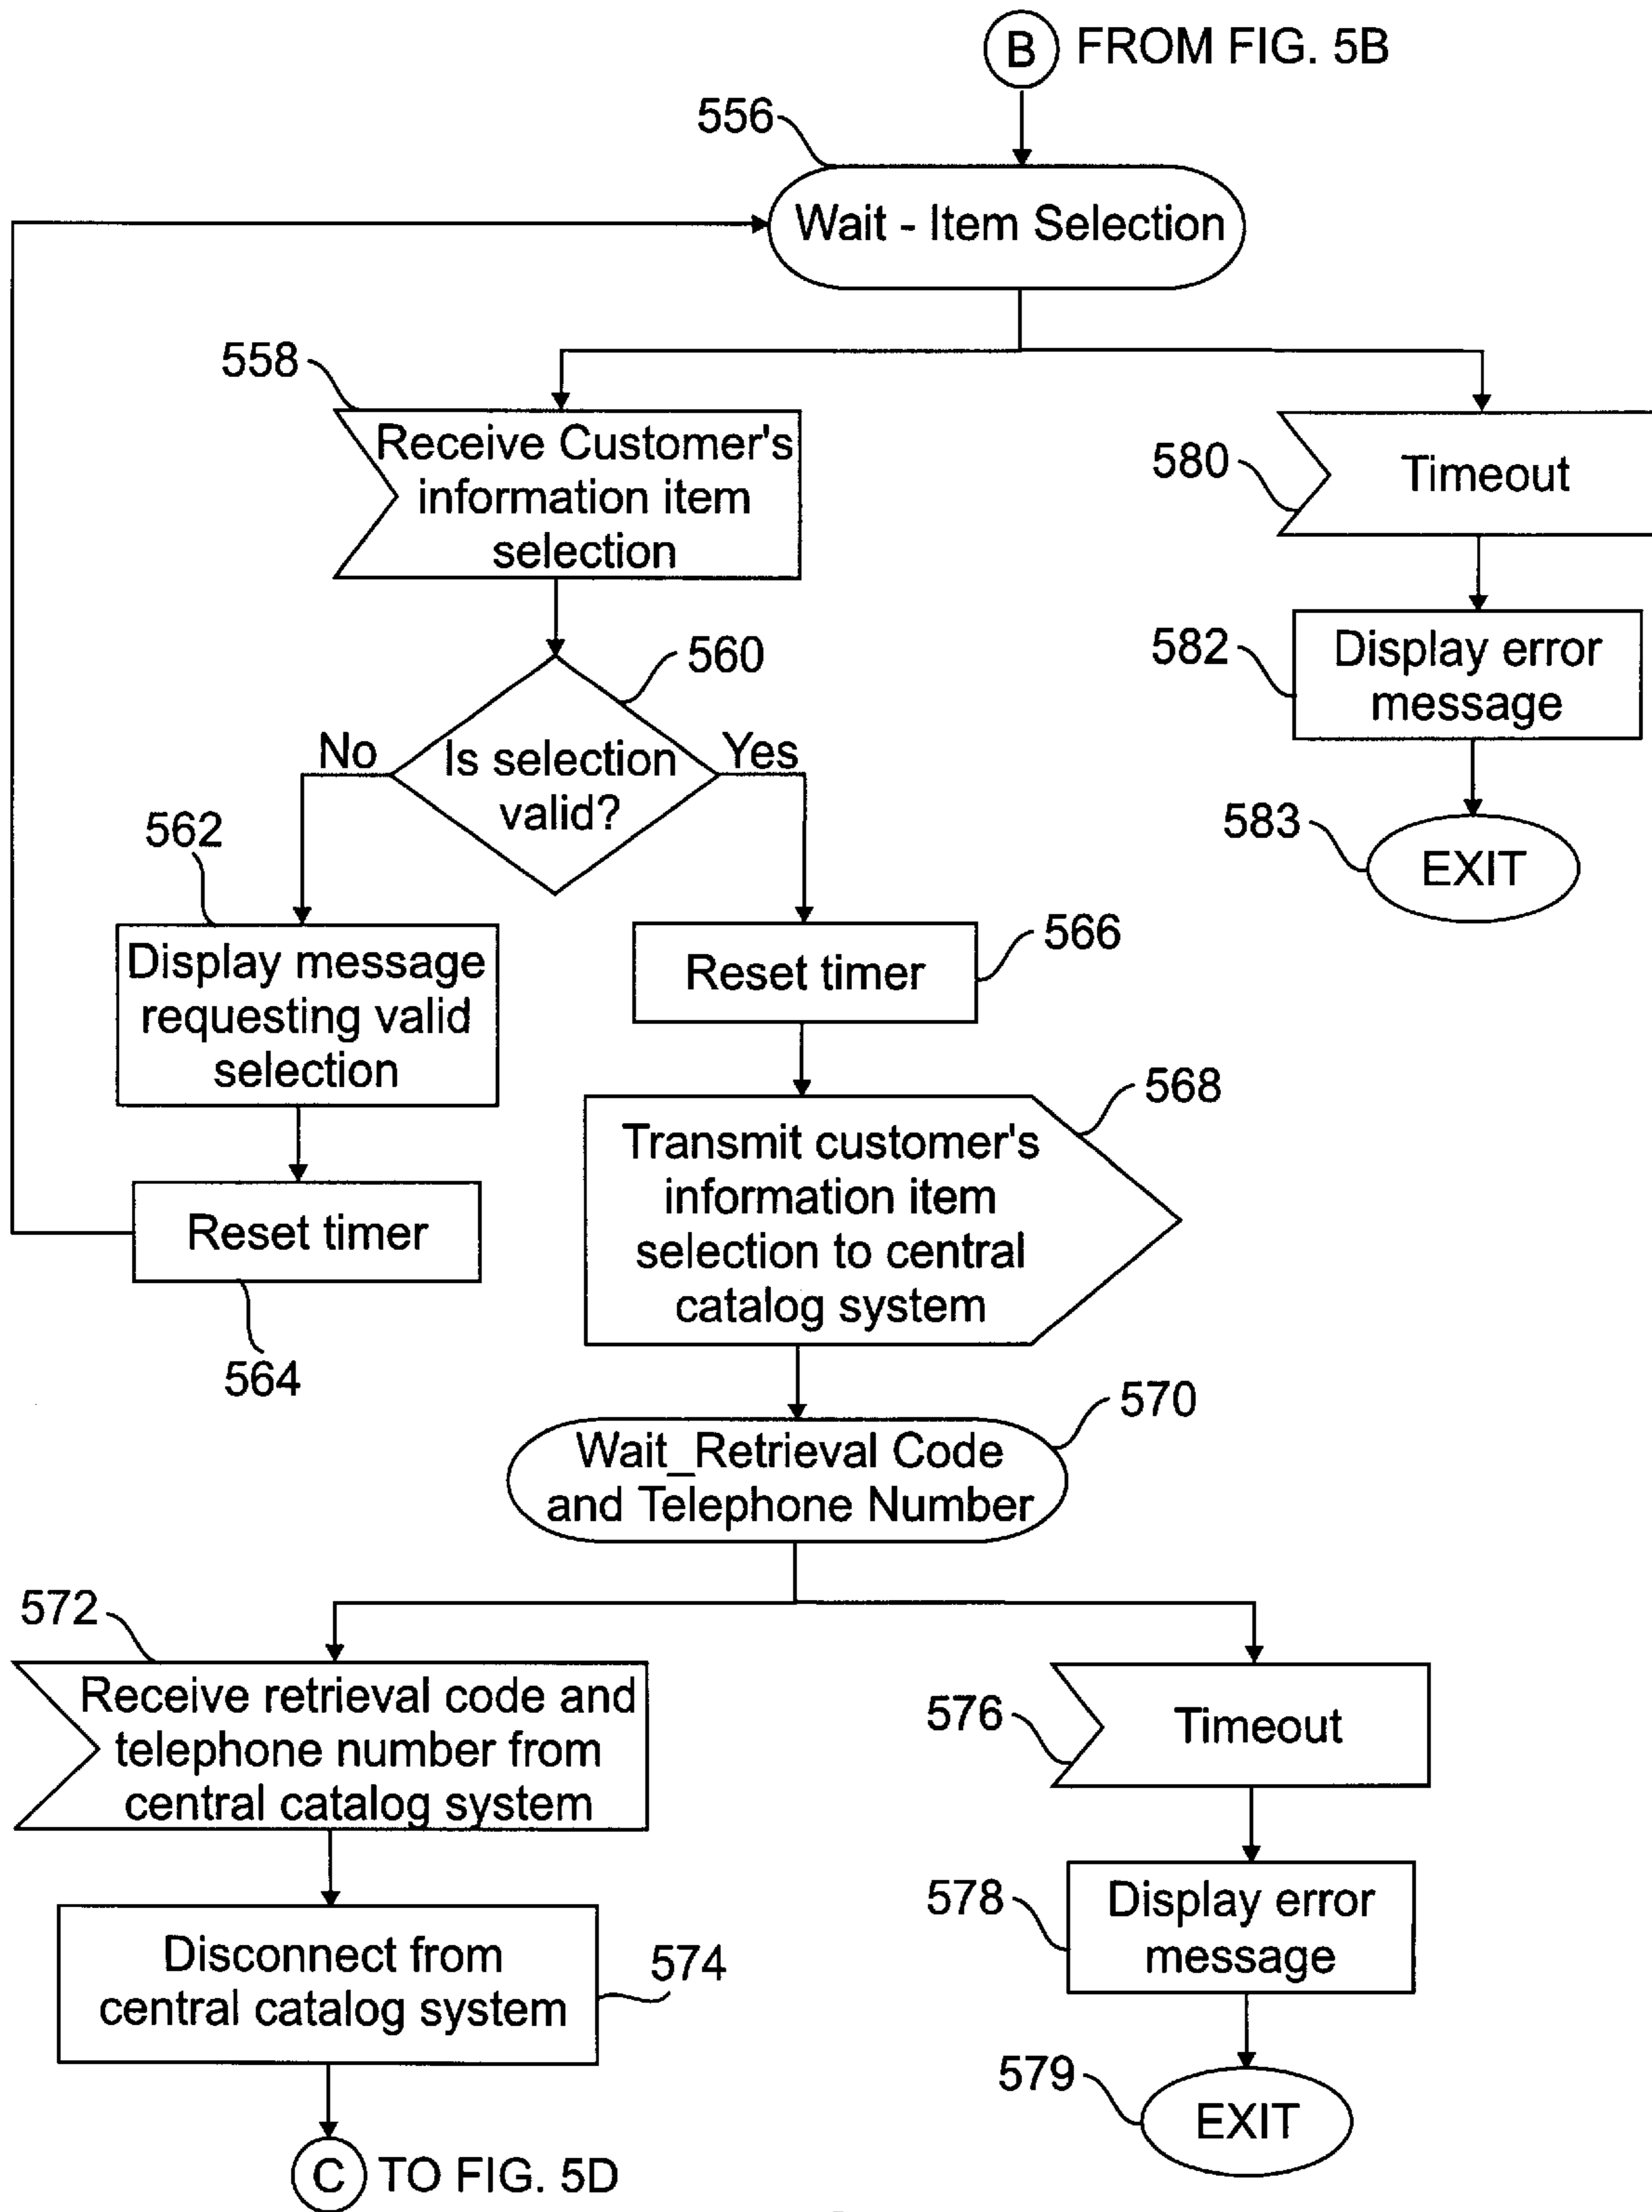 B FROM FIG. 5B
556
Wait - Item Selection
558
Receive Customer's
information item
selection
580
Timeout
560
Is selection
valid?
No
Yes
582
Display error
message
583
EXIT
562
Display message
requesting valid
selection
566
Reset timer
568
Transmit customer's
information item
selection to central
catalog system
Reset timer
564
570
Wait_Retrieval Code
and Telephone Number
572
Receive retrieval code and
telephone number from
central catalog system
576
Timeout
574
Disconnect from
central catalog system
578
Display error
message
579
EXIT
C TO FIG. 5D